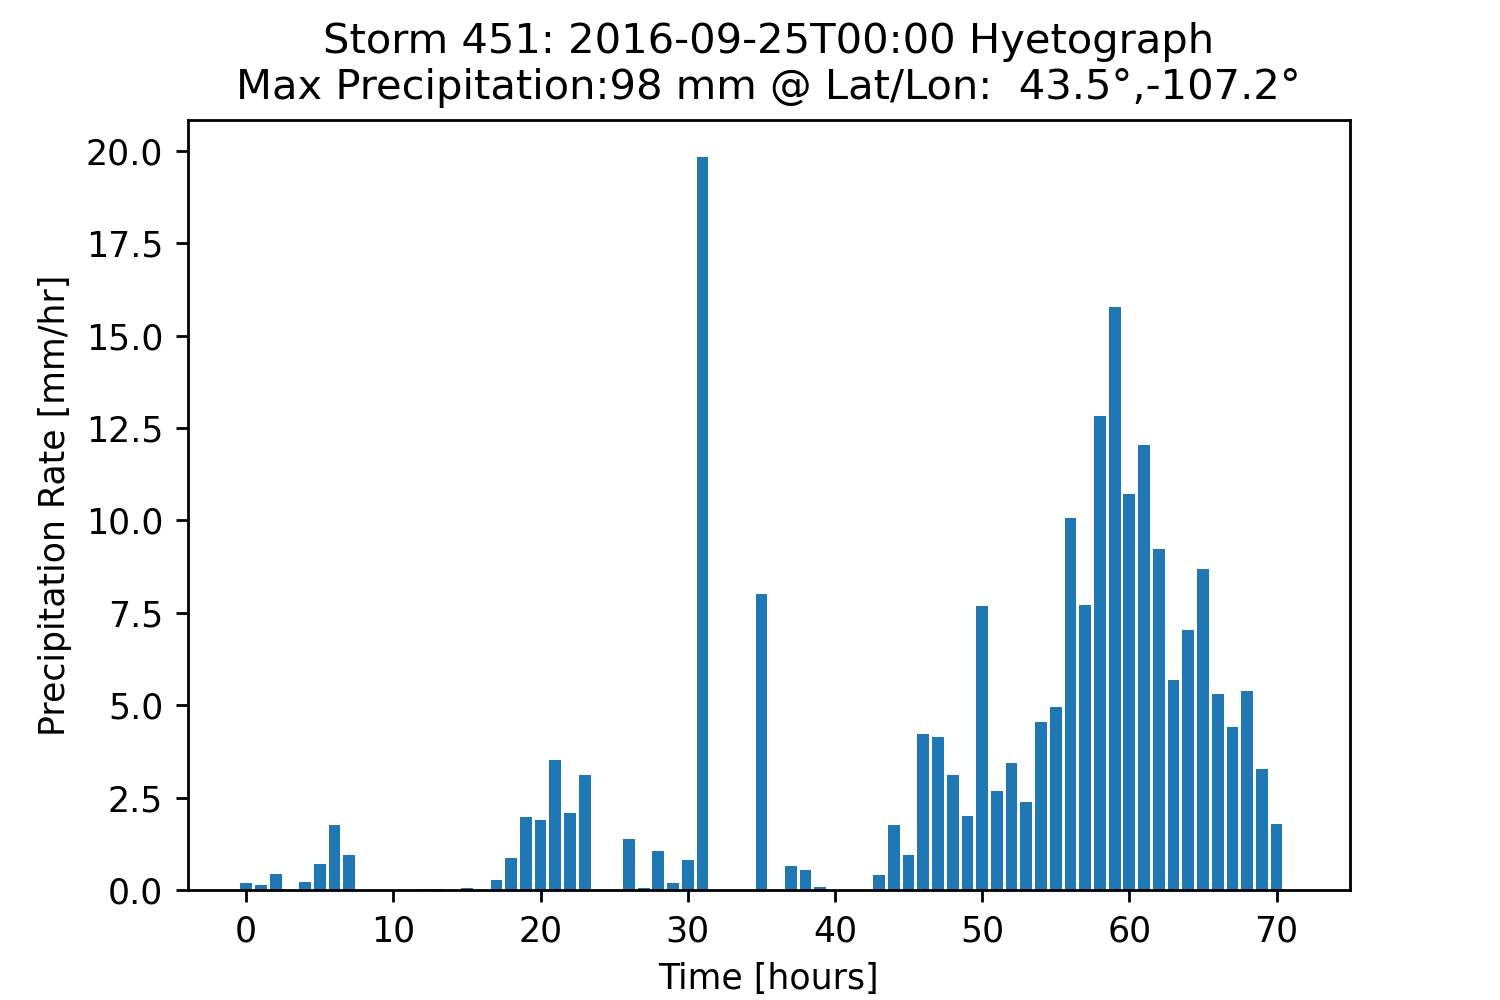 Storm 451: 2016-09-25T00:00 Hyetograph
Max Precipitation:98 mm @ Lat/Lon:  43.5°,-107.2°
20.0
17.5
15.0
12.5
10.0
7.5
5.0
2.5
0.0
Precipitation Rate [mm/hr]
0 10 20 30 40 50 60 70
Time [hours]